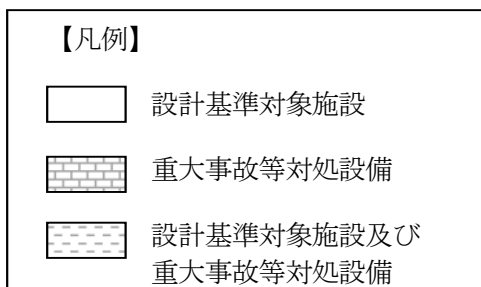 【凡例】
設計基準対象施設
重大事故等対処設備
設計基準対象施設及び
重大事故等対処設備